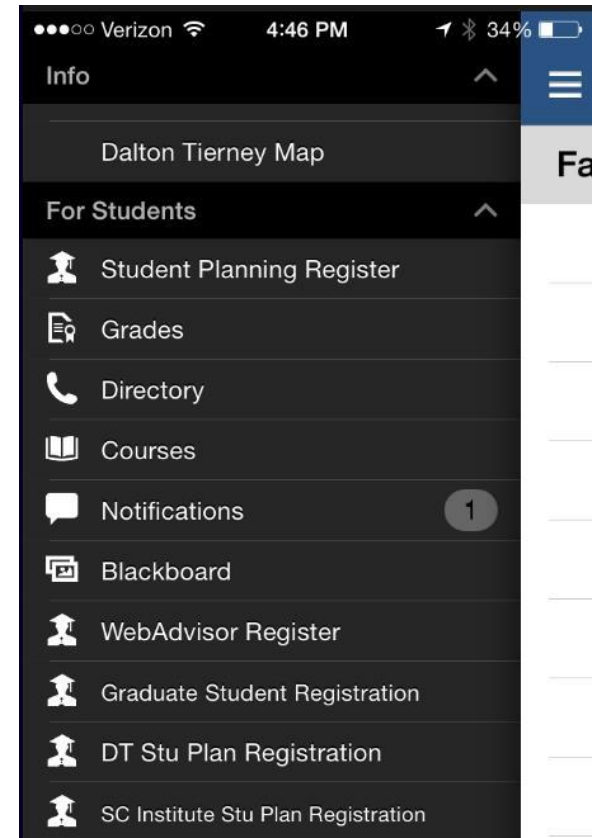 Verizon 4:46 PM 34%
Info
Dalton Tierney Map
Fa
For Students
Student Planning Register
Grades
Directory
Courses
Notifications 1
Blackboard
WebAdvisor Register
Graduate Student Registration
DT Stu Plan Registration
SC Institute Stu Plan Registration